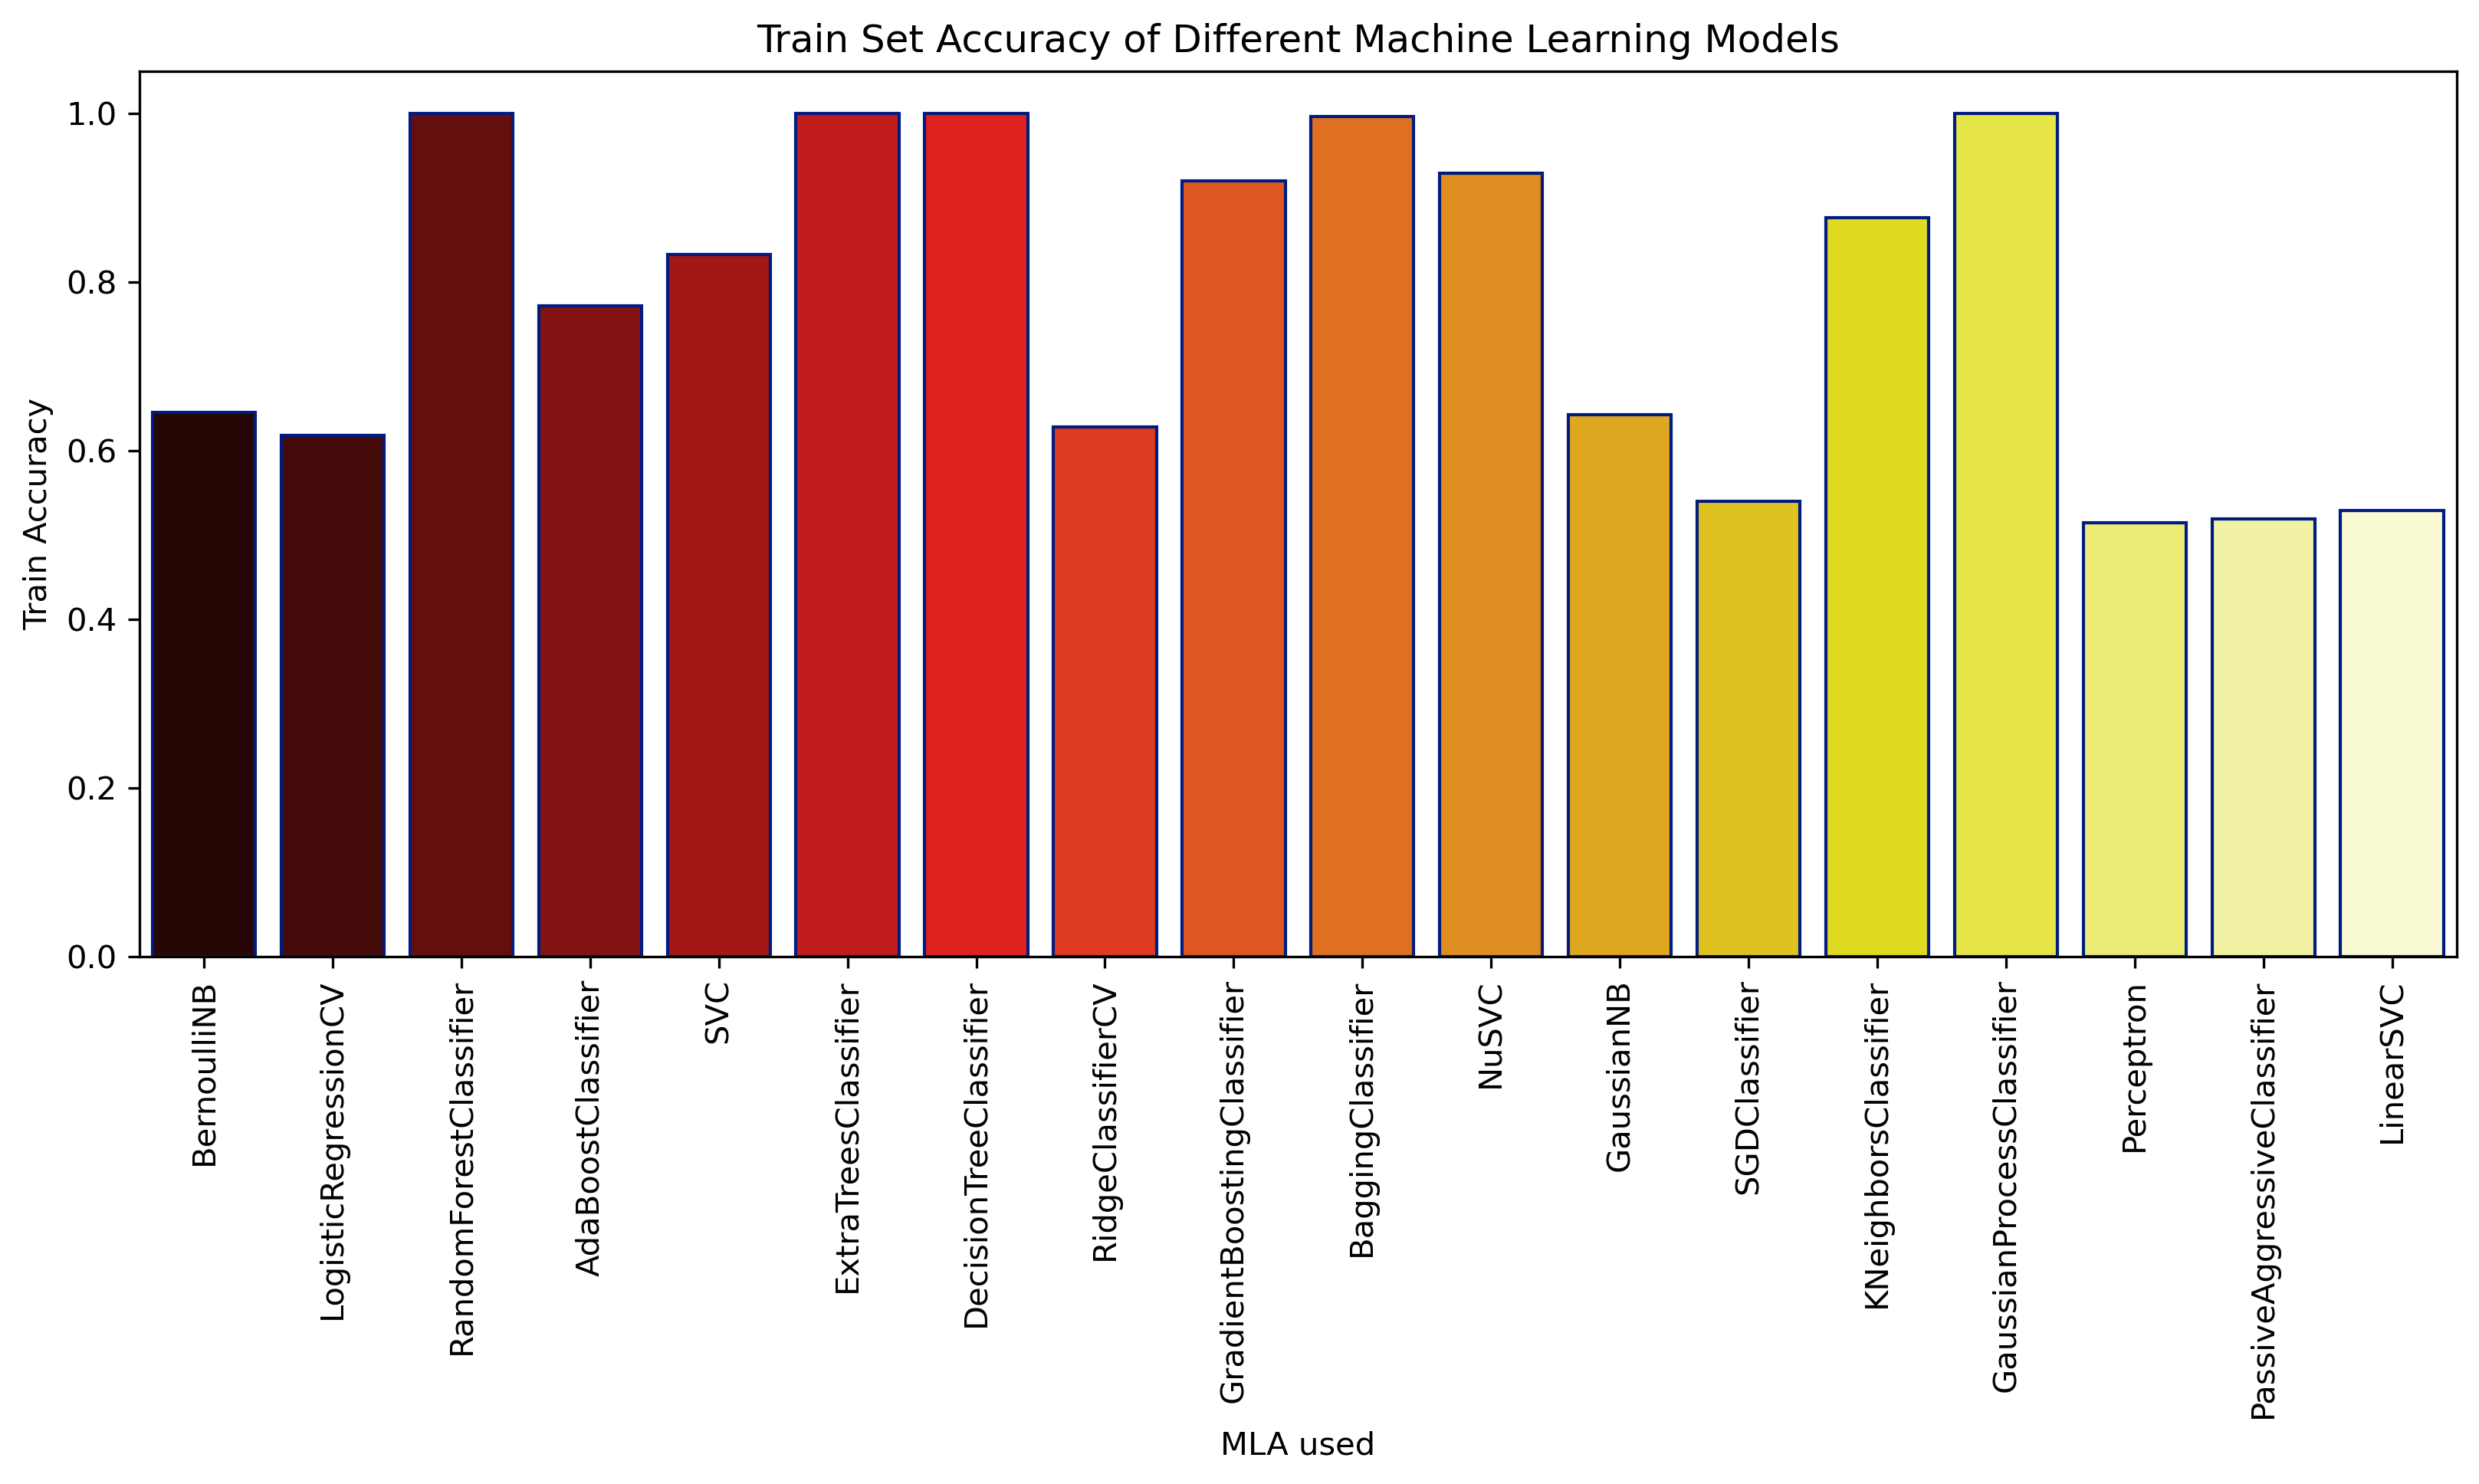 Train Set Accuracy of Different Machine Learning Models
Train Accuracy
1.0
0.8
0.6
0.4
0.2
0.0
BernoulliNB
LogisticRegressionCV
RandomForestClassifier
AdaBoostClassifier
SVC
ExtraTreesClassifier
DecisionTreeClassifier
RidgeClassifierCV
GradientBoostingClassifier
BaggingClassifier
NuSVC
GaussianNB
SGDClassifier
KNeighborsClassifier
GaussianProcessClassifier
Perceptron
PassiveAggressiveClassifier
LinearSVC
MLA used